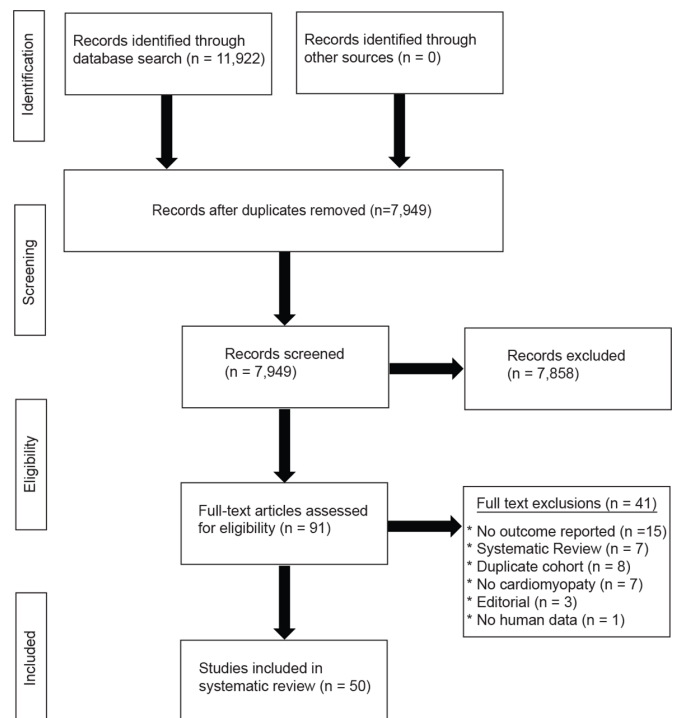 Identification
Records identified through
database search (n = 11,922)
Records identified through
other sources (n = 0)
Records after duplicates removed (n=7,949)
Screening
Records screened
(n = 7,949)
Records excluded
(n = 7,858)
Eligibility
Full-text articles assessed
for eligibility (n = 91)
Full text exclusions (n = 41)
* No outcome reported (n =15)
* Systematic Review (n = 7)
* Duplicate cohort (n = 8)
* No cardiomyopaty (n = 7)
* Editorial (n = 3)
* No human data (n = 1)
Included
Studies included in
systematic review (n = 50)